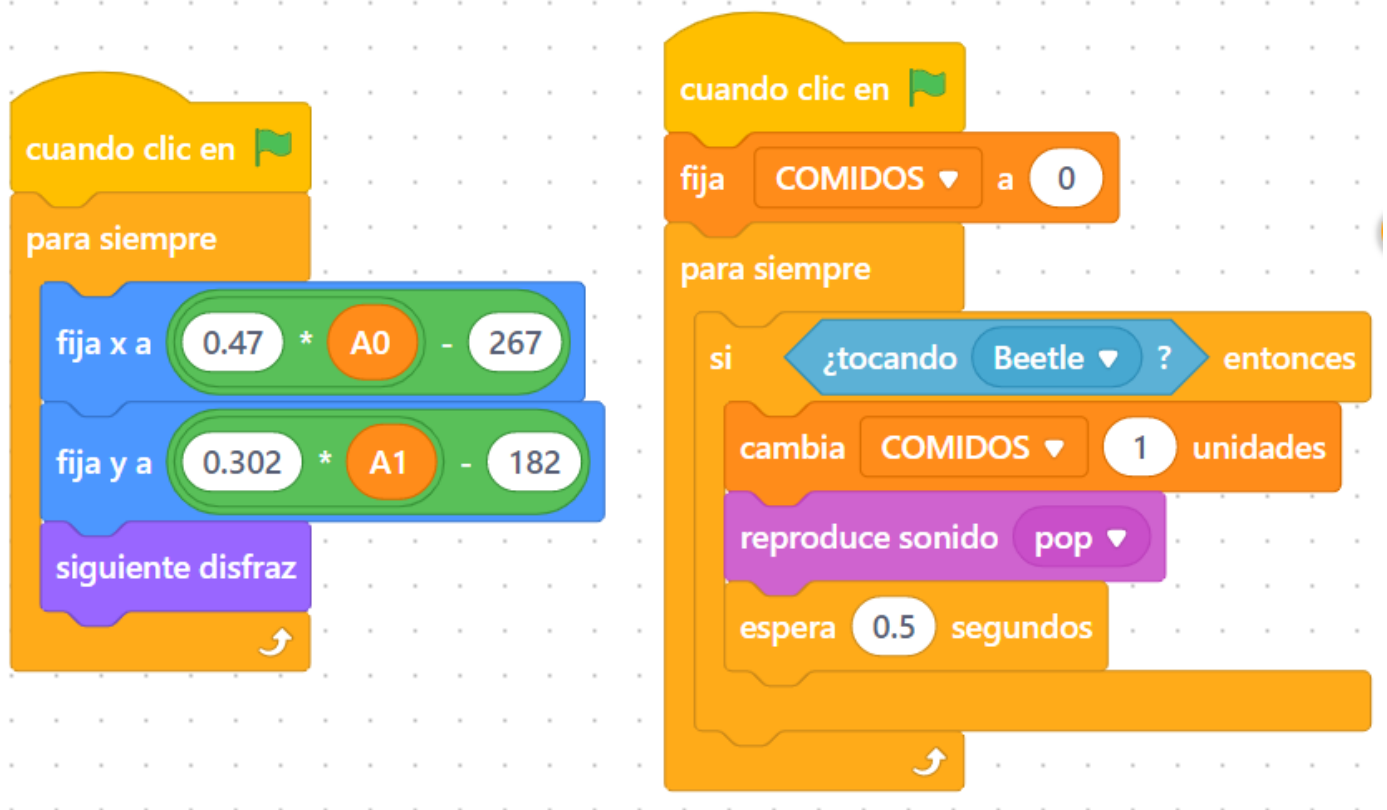 cuando clic en
para siempre
fija x a 0.47 * A0 - 267
fija y a 0.302 * A1 - 182
siguiente disfraz
cuando clic en
fija COMIDOS a 0
para siempre
si ¿tocando Beetle ? entonces
cambia COMIDOS 1 unidades
reproduce sonido pop
espera 0.5 segundos